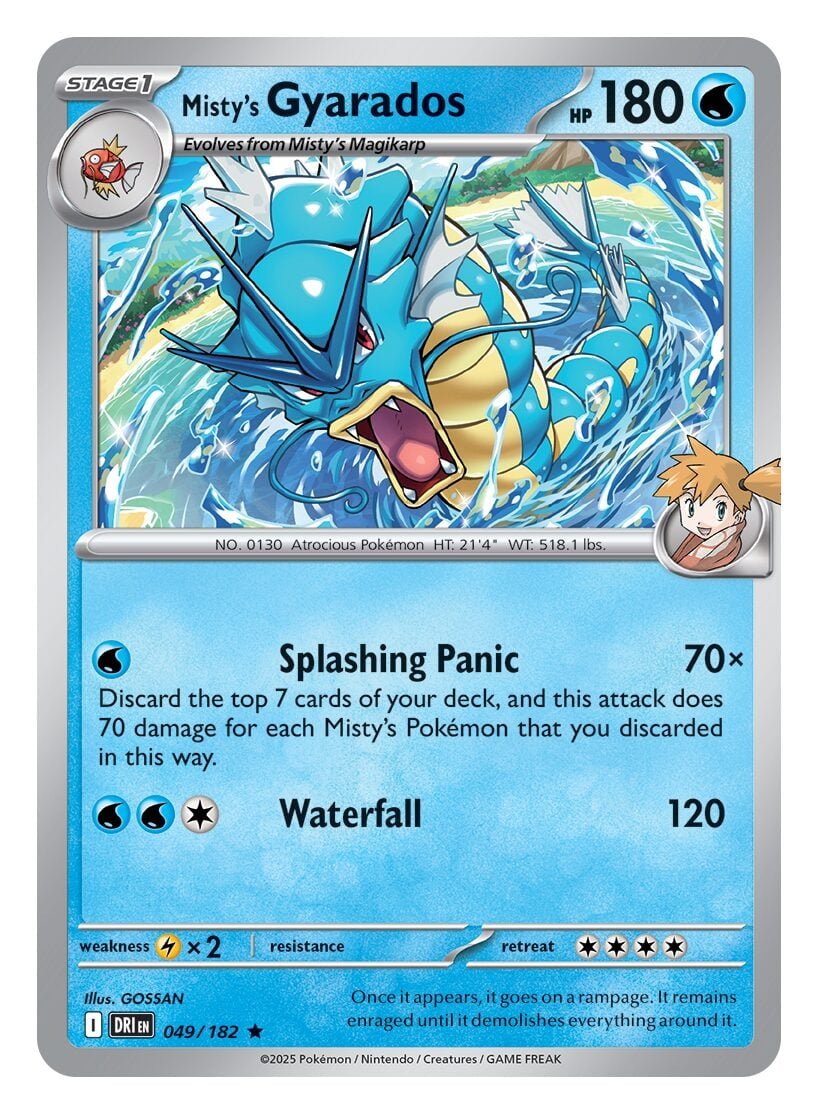 STAGE1
Misty's Gyarados HP 180
Evolves from Misty's Magikarp
NO. 0130 Atrocious Pokémon HT: 21'4" WT: 518.1 lbs.
Splashing Panic 70×
Discard the top 7 cards of your deck, and this attack does
70 damage for each Misty's Pokémon that you discarded
in this way.
Waterfall 120
weakness ×2 resistance retreat
Illus. GOSSAN
Once it appears, it goes on a rampage. It remains
enraged until it demolishes everything around it.
I DRI EN 049/182 ★
©2025 Pokémon / Nintendo / Creatures / GAME FREAK